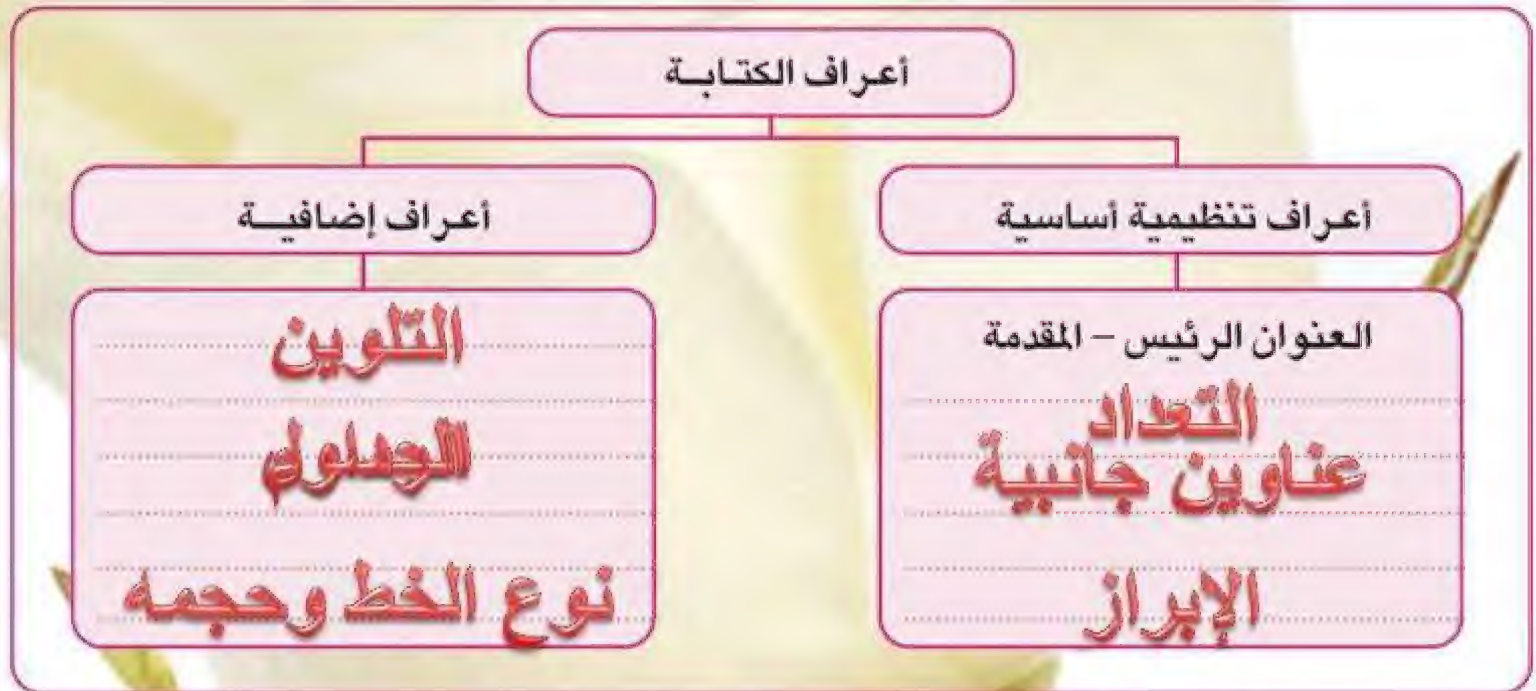 أعراف الكتابة
أعراف تنظيمية أساسية
العنوان الرئيس – المقدمة
التعداد
عناوين جانبية
الإبراز
أعراف إضافية
التلوين
نوع الخط وحجمه